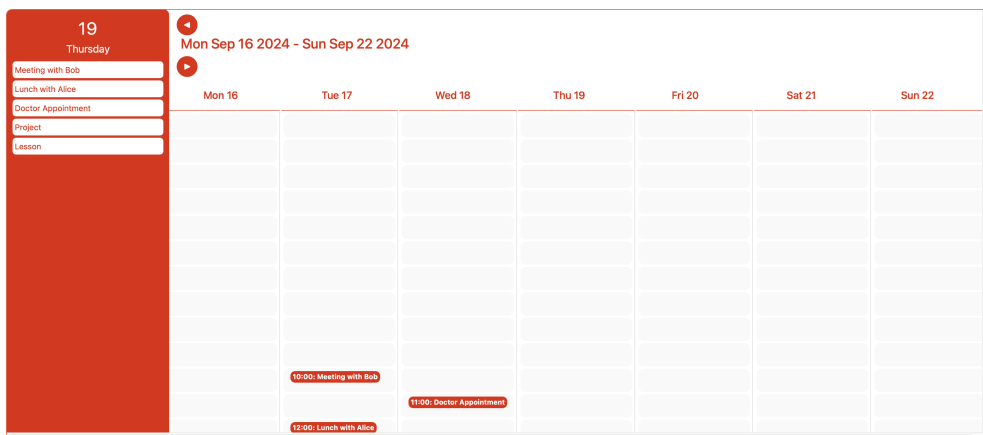 19
Thursday
Meeting with Bob
Lunch with Alice
Doctor Appointment
Project
Lesson
Mon Sep 16 2024 - Sun Sep 22 2024
Mon 16 Tue 17 Wed 18 Thu 19 Fri 20 Sat 21 Sun 22
10:00: Meeting with Bob
11:00: Doctor Appointment
12:00: Lunch with Alice